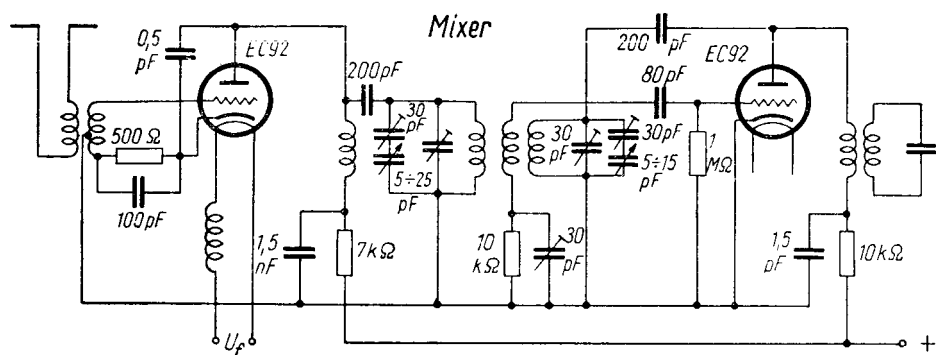 Mixer
0,5
pF
EC92
500 Ω
100pF
200pF
30
pF
5÷25
pF
1,5
nF
7kΩ
U_f
200
pF
EC92
80pF
30
pF
30pF
5÷15
pF
1
MΩ
10
kΩ
30
pF
1,5
pF
10kΩ
+